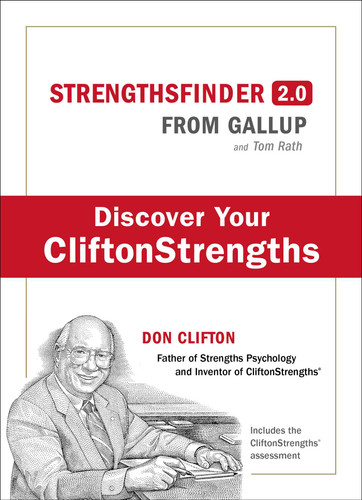 STRENGTHSFINDER 2.0
FROM GALLUP
and Tom Rath
Discover Your
CliftonStrengths
DON CLIFTON
Father of Strengths Psychology
and Inventor of CliftonStrengths®
Includes the
CliftonStrengths®
assessment